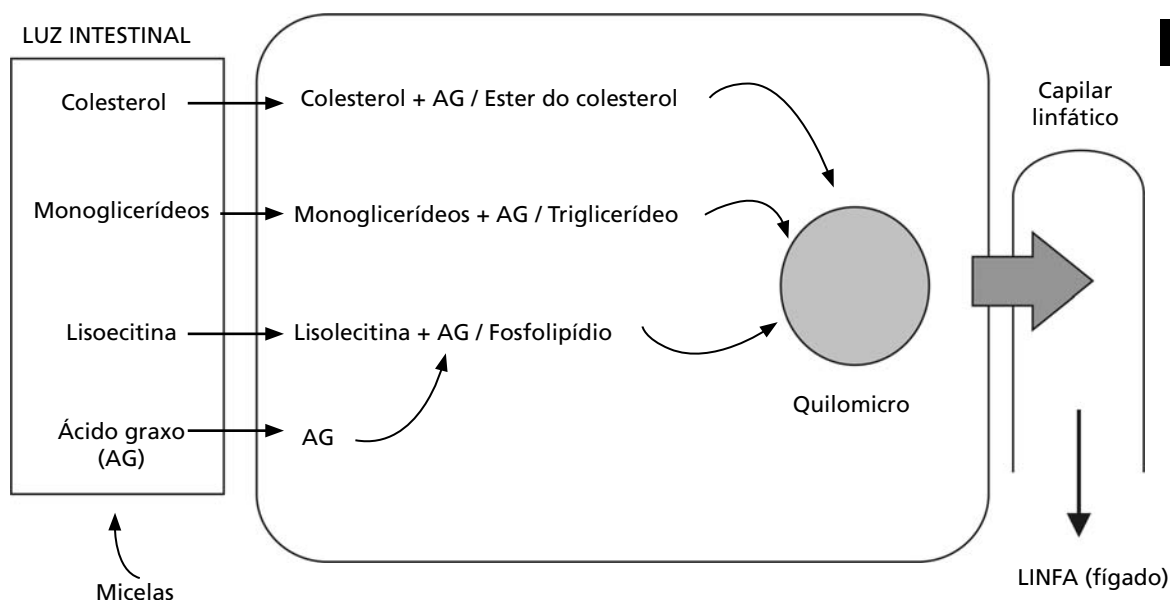 LUZ INTESTINAL
Colesterol
Colesterol + AG / Ester do colesterol
Capilar
linfático
Monoglicerídeos
Monoglicerídeos + AG / Triglicerídeo
Lisoecitina
Lisolecitina + AG / Fosfolipídio
Quilomicro
Ácido graxo
(AG)
AG
Micelas
LINFA (fígado)